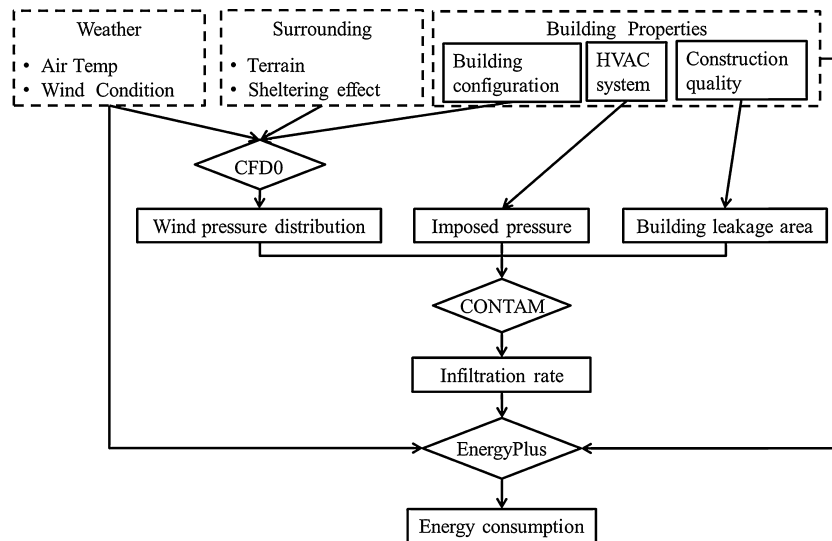 Weather
• Air Temp
• Wind Condition
Surrounding
• Terrain
• Sheltering effect
Building Properties
Building
configuration
HVAC
system
Construction
quality
CFD0
Wind pressure distribution
Imposed pressure
Building leakage area
CONTAM
Infiltration rate
EnergyPlus
Energy consumption